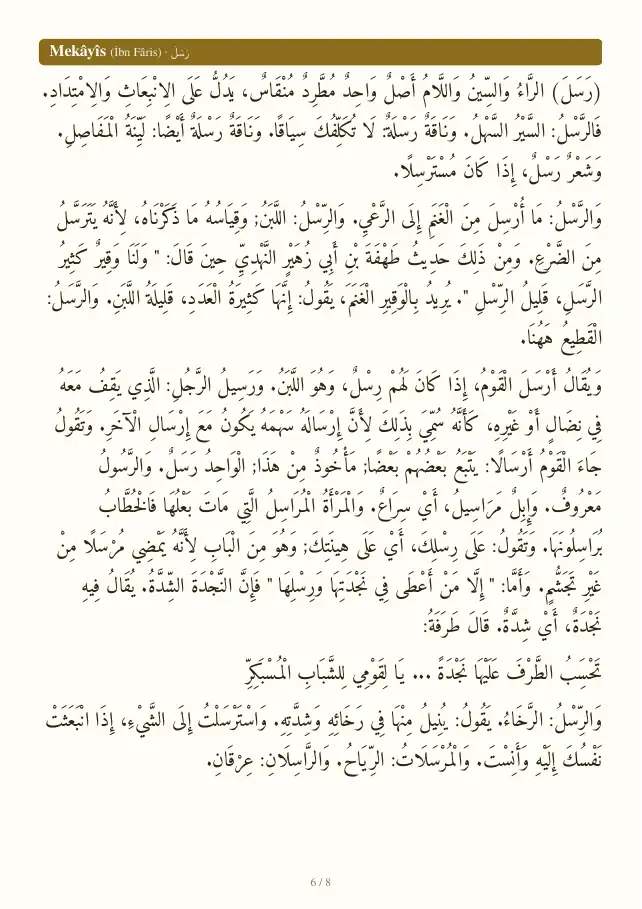 Mekâyîs (İbn Fâris) · رَسَلَ
(رَسَلَ) الرَّاءُ وَالسِّينُ وَاللَّامُ أَصْلٌ وَاحِدٌ مُطَّرِدٌ مُنْقَاسٌ، يَدُلُّ عَلَى الِانْبِعَاثِ وَالِامْتِدَادِ.
فَالرَّسْلُ: السَّيْرُ السَّهْلُ. وَنَاقَةٌ رَسْلَةٌ: لَا تُكَلِّفُكَ سِيَاقًا. وَنَاقَةٌ رَسْلَةٌ أَيْضًا: لَيِّنَةُ الْمَفَاصِلِ.
وَشَعْرٌ رَسْلٌ، إِذَا كَانَ مُسْتَرْسِلًا.
وَالرَّسَلُ: مَا أُرْسِلَ مِنَ الْغَنَمِ إِلَى الرَّعْيِ. وَالرِّسْلُ: اللَّبَنُ; وَقِيَاسُهُ مَا ذَكَرْنَاهُ، لِأَنَّهُ يَتَرَسَّلُ
مِنَ الضَّرْعِ. وَمِنْ ذَلِكَ حَدِيثُ طَهْفَةَ بْنِ أَبِي زُهَيْرٍ النَّهْدِيِّ حِينَ قَالَ: " وَلَنَا وَقِيرٌ كَثِيرُ
الرَّسَلِ، قَلِيلُ الرِّسْلِ ". يُرِيدُ بِالْوَقِيرِ الْغَنَمَ، يَقُولُ: إِنَّهَا كَثِيرَةُ الْعَدَدِ، قَلِيلَةُ اللَّبَنِ. وَالرَّسَلُ:
الْقَطِيعُ هَهُنَا.
وَيُقَالُ أَرْسَلَ الْقَوْمُ، إِذَا كَانَ لَهُمْ رِسْلٌ، وَهُوَ اللَّبَنُ. وَرَسِيلُ الرَّجُلِ: الَّذِي يَقِفُ مَعَهُ
فِي نِضَالٍ أَوْ غَيْرِهِ، كَأَنَّهُ سُمِّيَ بِذَلِكَ لِأَنَّ إِرْسَالَهُ سَهْمَهُ يَكُونُ مَعَ إِرْسَالِ الْآخَرِ. وَتَقُولُ
جَاءَ الْقَوْمُ أَرْسَالًا: يَتْبَعُ بَعْضُهُمْ بَعْضًا; مَأْخُوذٌ مِنْ هَذَا; الْوَاحِدُ رَسَلٌ. وَالرَّسُولُ
مَعْرُوفٌ. وَإِبِلٌ مَرَاسِيلُ، أَيْ سِرَاعٌ. وَالْمَرْأَةُ الْمُرَاسِلُ الَّتِي مَاتَ بَعْلُهَا فَالْخُطَّابُ
يُرَاسِلُونَهَا. وَتَقُولُ: عَلَى رِسْلِكَ، أَيْ عَلَى هِينَتِكَ; وَهُوَ مِنَ الْبَابِ لِأَنَّهُ يَمْضِي مُرْسَلًا مِنْ
غَيْرِ تَجَشُّمٍ. وَأَمَّا: " إِلَّا مَنْ أَعْطَى فِي نَجْدَتِهَا وَرِسْلِهَا " فَإِنَّ النَّجْدَةَ الشِّدَّةُ. يُقَالُ فِيهِ
نَجْدَةٌ، أَيْ شِدَّةٌ. قَالَ طَرَفَةُ:
تَحْسَبُ الطَّرْفَ عَلَيْهَا نَجْدَةً ... يَا لِقَوْمِي لِلشَّبَابِ الْمُسْبَكِرِّ
وَالرِّسْلُ: الرَّخَاءُ. يَقُولُ: يُنِيلُ مِنْهَا فِي رَخَائِهِ وَشِدَّتِهِ. وَاسْتَرْسَلْتُ إِلَى الشَّيْءِ، إِذَا انْبَعَثَتْ
نَفْسُكَ إِلَيْهِ وَأَنِسْتَ. وَالْمُرْسَلَاتُ: الرِّيَاحُ. وَالرَّاسِلَانِ: عِرْقَانِ.
6 / 8